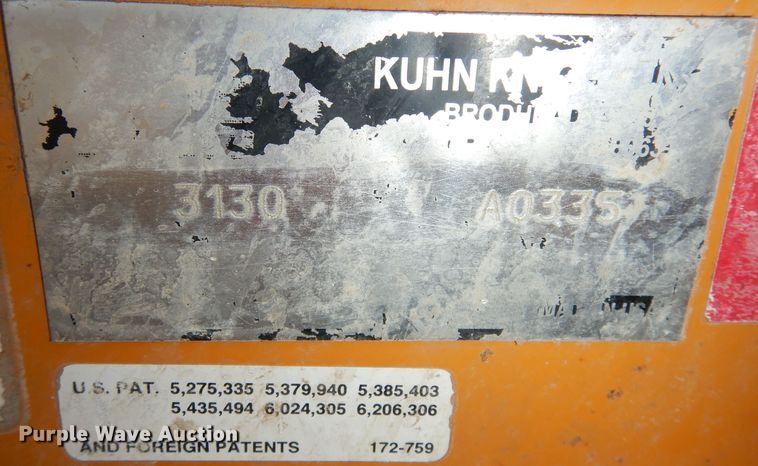 KUHN
3130 A0335
U.S. PAT. 5,275,335 5,379,940 5,385,403
5,435,494 6,024,305 6,206,306
Purple Wave Auction
AND FOREIGN PATENTS 172-759